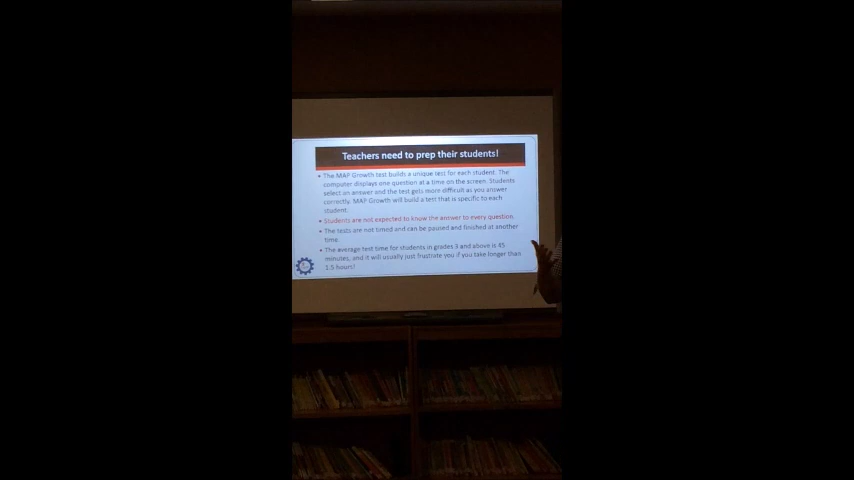 Teachers need to prep their students!
• The MAP Growth test builds a unique test for each student. The
computer displays one question at a time on the screen. Students
select an answer and the test gets more difficult as you answer
correctly. MAP Growth will build a test that is specific to each
student.
• Students are not expected to know the answer to every question.
• The tests are not timed and can be paused and finished at another
time.
• The average test time for students in grades 3 and above is 45
minutes, and it will usually just frustrate you if you take longer than
1.5 hours!